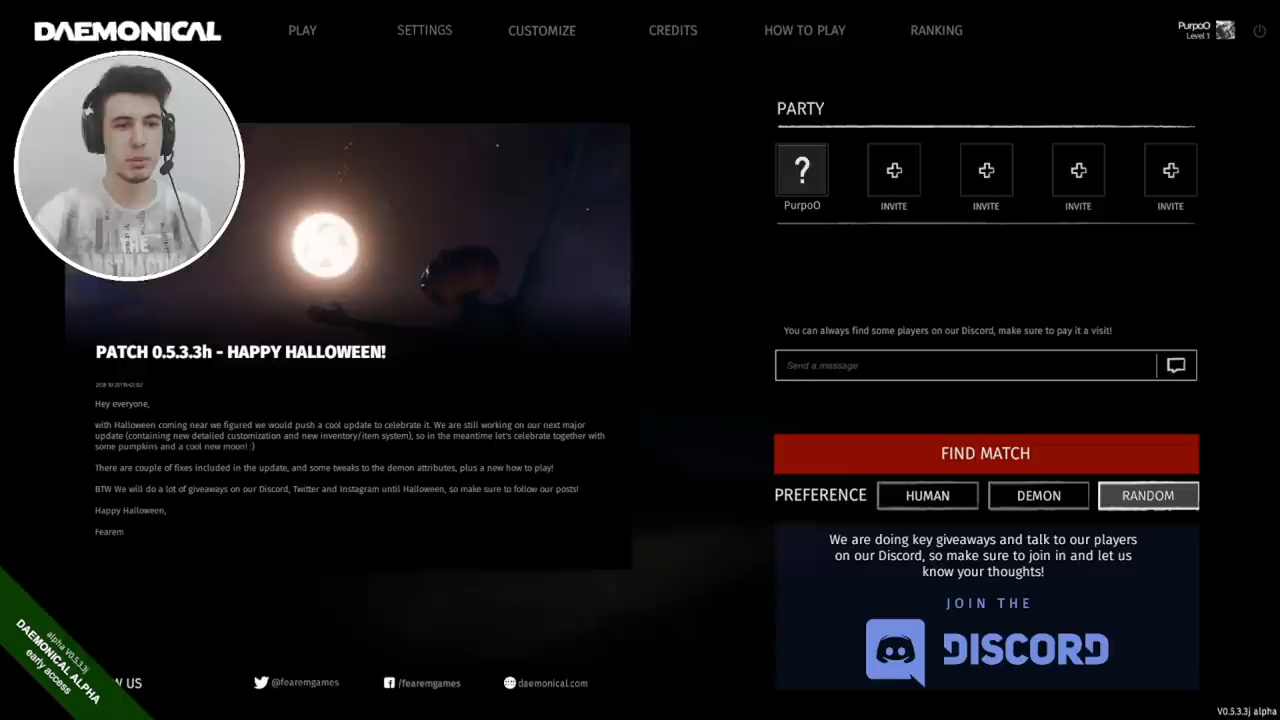 DAEMONICAL
PLAY
SETTINGS
CUSTOMIZE
CREDITS
HOW TO PLAY
RANKING
PurpoO
Level 1
THE
PATCH 0.5.3.3h - HAPPY HALLOWEEN!
Hey everyone,
with Halloween coming near we figured we would push a cool update to celebrate it. We are still working on our next major
update (containing new detailed customization and new inventory/item system), so in the meantime let's celebrate together with
some pumpkins and a cool new moon! :)
There are couple of fixes included in the update, and some tweaks to the demon attributes, plus a new how to play!
BTW We will do a lot of giveaways on our Discord, Twitter and Instagram until Halloween, so make sure to follow our posts!
Happy Halloween,
Fearem
PARTY
?
PurpoO
INVITE
INVITE
INVITE
INVITE
You can always find some players on our Discord, make sure to pay it a visit!
Send a message
FIND MATCH
PREFERENCE
HUMAN
DEMON
RANDOM
We are doing key giveaways and talk to our players
on our Discord, so make sure to join in and let us
know your thoughts!
JOIN THE
DISCORD
alpha V0.5.3.3j
DAEMONICAL ALPHA
early access
W US
@fearemgames
/fearemgames
daemonical.com
V0.5.3.3j alpha